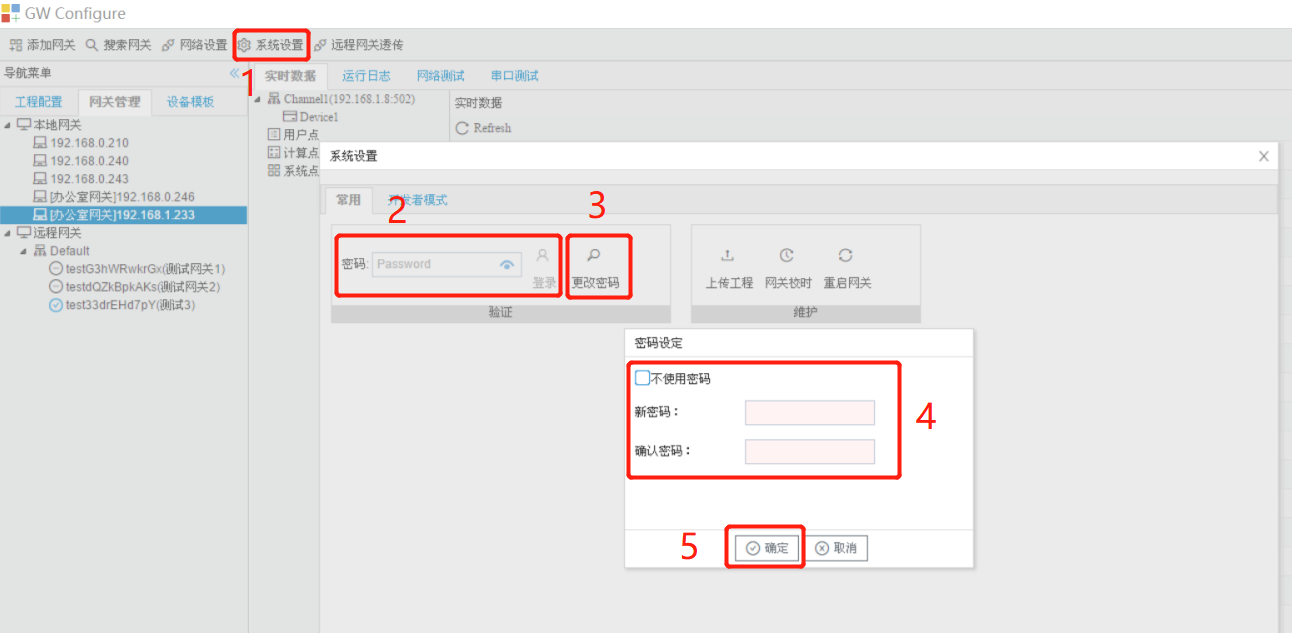 GW Configure
添加网关 搜索网关 网络设置 系统设置 远程网关透传
导航菜单 « 1 实时数据 运行日志 网络测试 串口测试
工程配置 网关管理 设备模板
Channel1(192.168.1.8:502)
Device1
用户点
计算点
系统点
实时数据
Refresh
本地网关
192.168.0.210
192.168.0.240
192.168.0.243
[办公室网关]192.168.0.246
[办公室网关]192.168.1.233
远程网关
Default
testG3hWRwkrGx(测试网关1)
testdQZkBpkAKs(测试网关2)
test33drEHd7pY(测试3)
系统设置
常用 开发者模式
2 3
密码: Password 登录 更改密码
验证
上传工程 网关校时 重启网关
维护
密码设定
不使用密码
新密码：
确认密码：
4
5 确定 取消